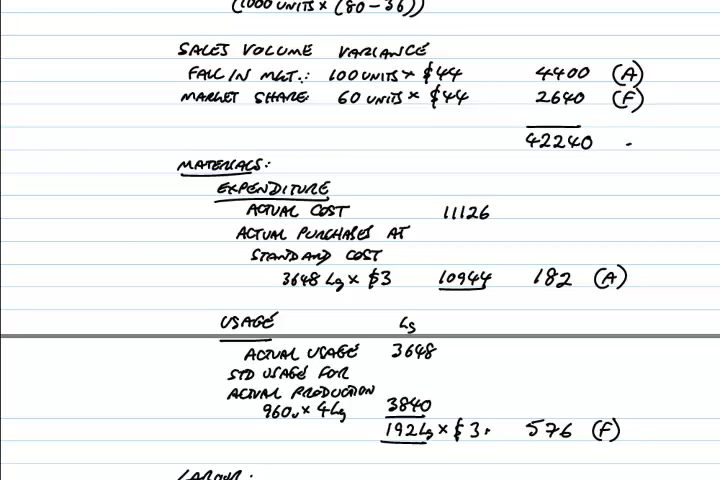 (1000 UNITS x (80 - 36))
SALES VOLUME VARIANCE
FALL IN MKT.: 100 UNITS x $44 4400 (A)
MARKET SHARE: 60 UNITS x $44 2640 (F)
42240
MATERIALS:
EXPENDITURE
ACTUAL COST 11126
ACTUAL PURCHASES AT
STANDARD COST
3648 kg x $3 10944 182 (A)
USAGE kg
ACTUAL USAGE 3648
STD USAGE FOR
ACTUAL PRODUCTION
960u x 4kg 3840
192kg x $3 576 (F)
LABOUR: